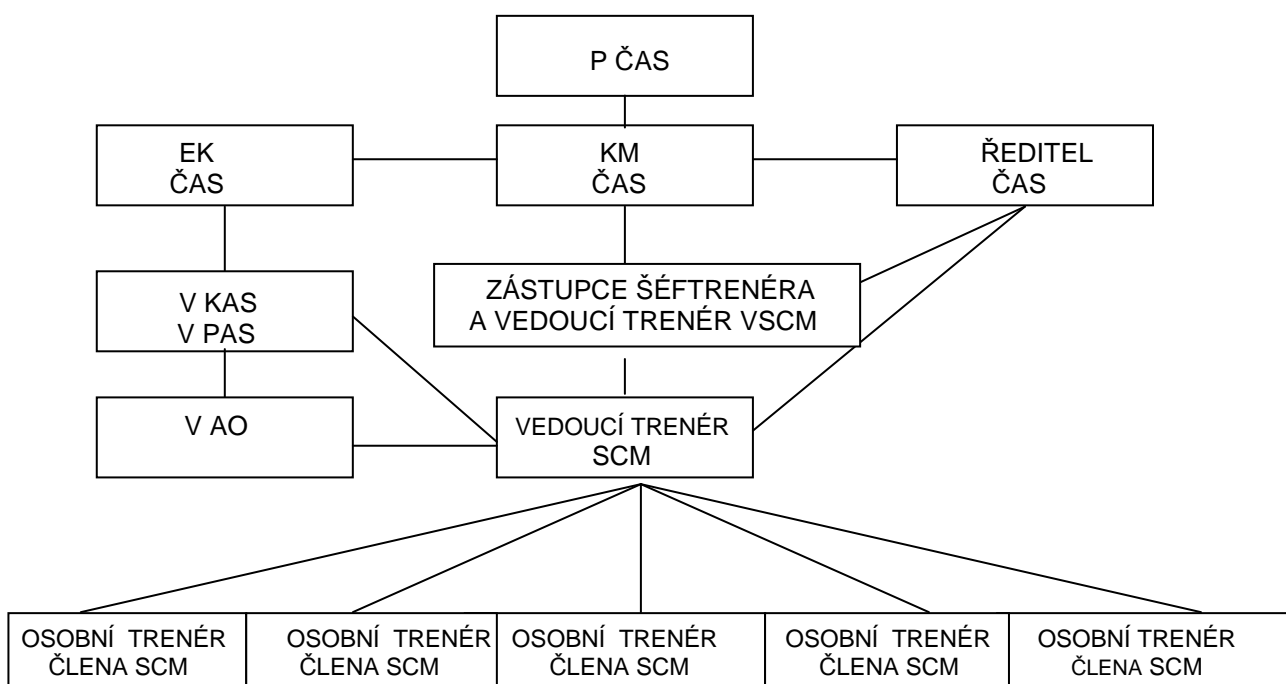 P ČAS
EK
ČAS
KM
ČAS
ŘEDITEL
ČAS
V KAS
V PAS
ZÁSTUPCE ŠÉFTRENÉRA
A VEDOUCÍ TRENÉR VSCM
V AO
VEDOUCÍ TRENÉR
SCM
OSOBNÍ TRENÉR
ČLENA SCM
OSOBNÍ TRENÉR
ČLENA SCM
OSOBNÍ TRENÉR
ČLENA SCM
OSOBNÍ TRENÉR
ČLENA SCM
OSOBNÍ TRENÉR
ČLENA SCM